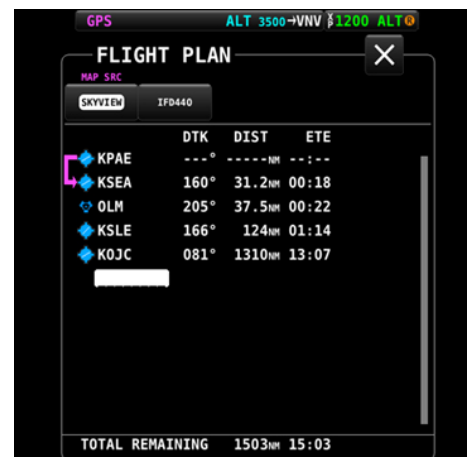 GPS ALT 3500→VNV 1200 ALT R
FLIGHT PLAN X
MAP SRC
SKYVIEW IFD440
DTK DIST ETE
KPAE ---° -----NM --:--
KSEA 160° 31.2NM 00:18
OLM 205° 37.5NM 00:22
KSLE 166° 124NM 01:14
KOJC 081° 1310NM 13:07
TOTAL REMAINING 1503NM 15:03